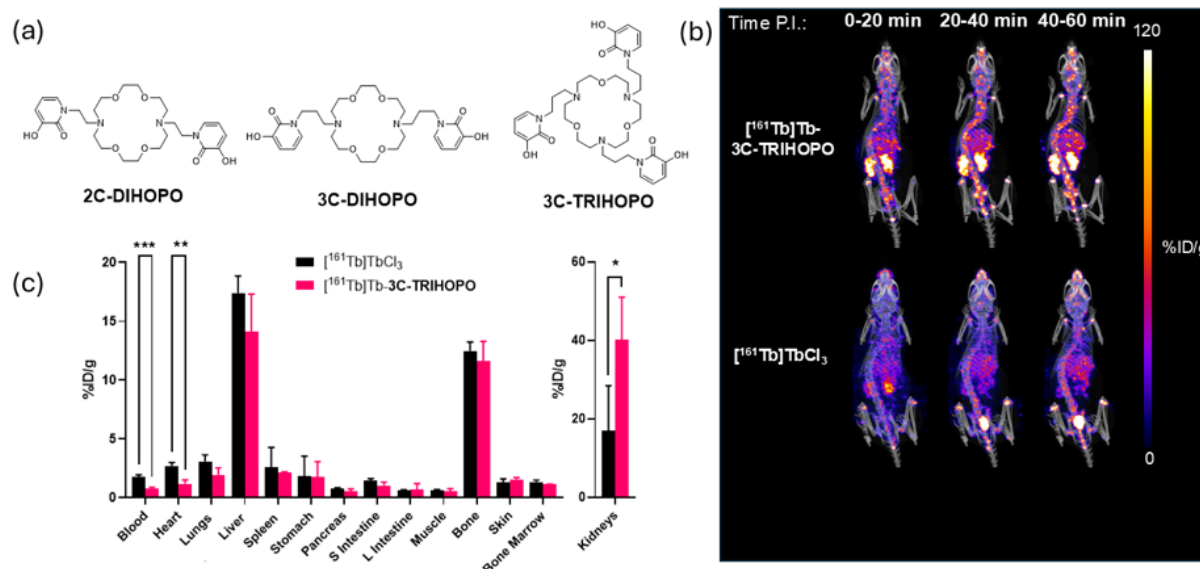 (a)
HO
O
N
N
O
O
N
HO
O
O
O
N
N
O
OH
2C-DIHOPO
O
N
HO
N
O
O
O
O
N
N
O
OH
3C-DIHOPO
HO
O
N
O
N
N
O
N
O
O
N
OH
N
O
OH
3C-TRIHOPO
(b)
Time P.I.: 0-20 min 20-40 min 40-60 min
120
[¹⁶¹Tb]Tb-
3C-TRIHOPO
%ID/g
[¹⁶¹Tb]TbCl₃
0
(c)
*** **
[¹⁶¹Tb]TbCl₃
[¹⁶¹Tb]Tb-3C-TRIHOPO
%ID/g
20
15
10
5
0
Blood
Heart
Lungs
Liver
Spleen
Stomach
Pancreas
S Intestine
L Intestine
Muscle
Bone
Skin
Bone Marrow
*
%ID/g
60
40
20
0
Kidneys